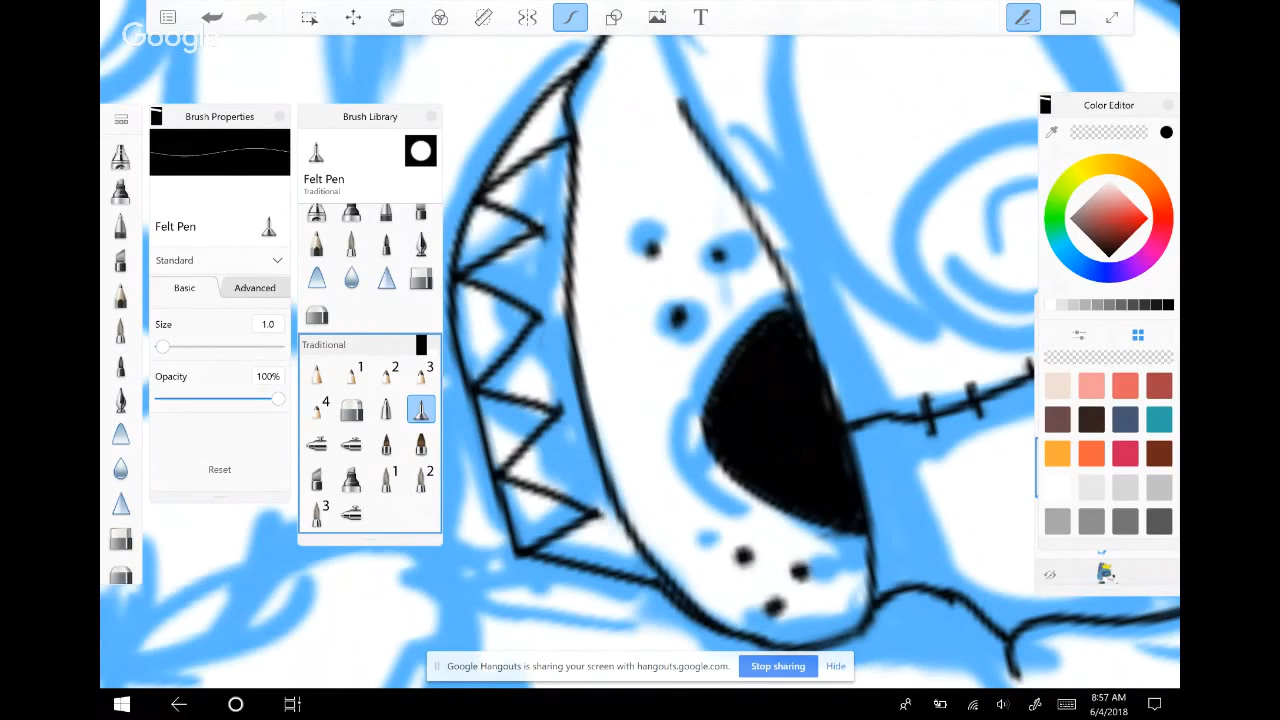 T
Google
Brush Properties
Brush Library
Color Editor
Felt Pen
Traditional
Felt Pen
Standard
Basic
Advanced
Size
1.0
Opacity
100%
Reset
Traditional
1
2
3
4
1
2
3
Google Hangouts is sharing your screen with hangouts.google.com.
Stop sharing
Hide
8:57 AM
6/4/2018